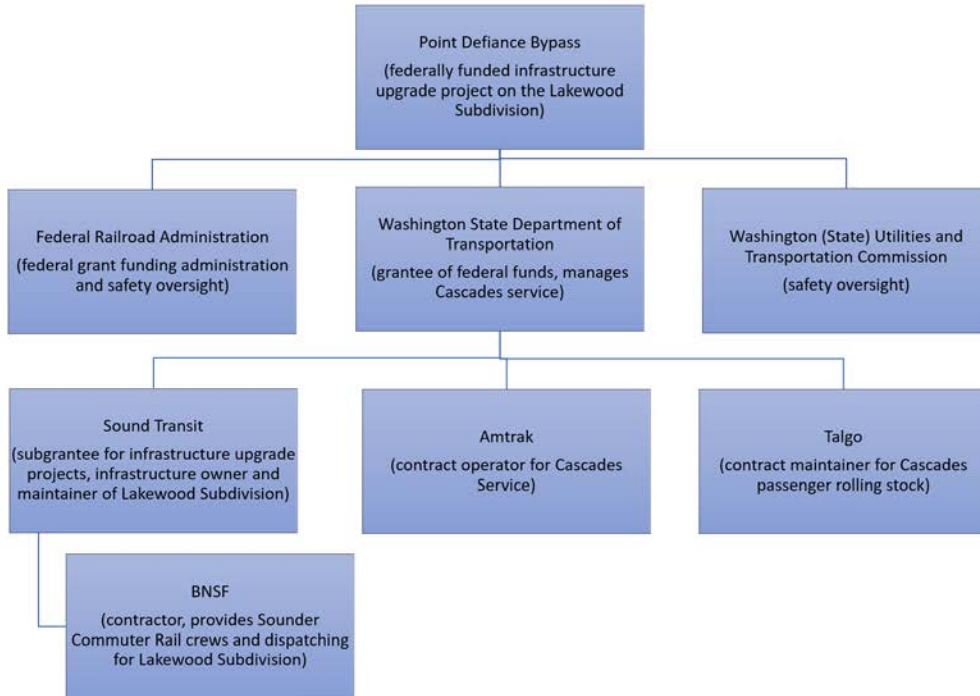 Point Defiance Bypass
(federally funded infrastructure
upgrade project on the Lakewood
Subdivision)
Federal Railroad Administration
(federal grant funding administration
and safety oversight)
Washington State Department of
Transportation
(grantee of federal funds, manages
Cascades service)
Washington (State) Utilities and
Transportation Commission
(safety oversight)
Sound Transit
(subgrantee for infrastructure upgrade
projects, infrastructure owner and
maintainer of Lakewood Subdivision)
Amtrak
(contract operator for Cascades
Service)
Talgo
(contract maintainer for Cascades
passenger rolling stock)
BNSF
(contractor, provides Sounder
Commuter Rail crews and dispatching
for Lakewood Subdivision)